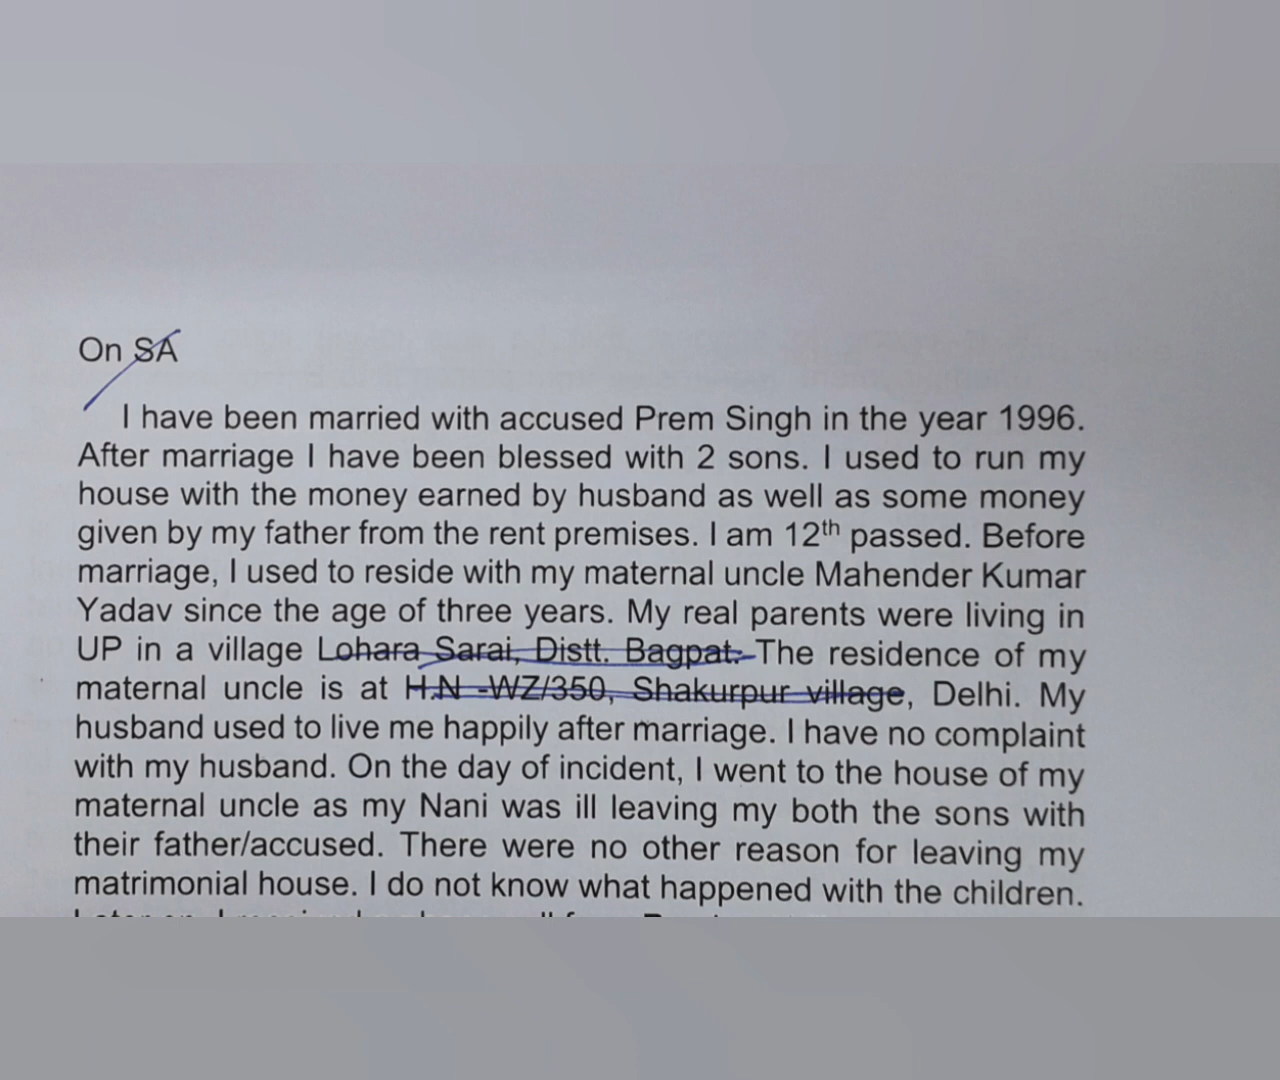 On SA
I have been married with accused Prem Singh in the year 1996.
After marriage I have been blessed with 2 sons. I used to run my
house with the money earned by husband as well as some money
given by my father from the rent premises. I am 12th passed. Before
marriage, I used to reside with my maternal uncle Mahender Kumar
Yadav since the age of three years. My real parents were living in
UP in a village Lohara Sarai, Distt. Bagpat. The residence of my
maternal uncle is at H.N -WZ/350, Shakurpur village, Delhi. My
husband used to live me happily after marriage. I have no complaint
with my husband. On the day of incident, I went to the house of my
maternal uncle as my Nani was ill leaving my both the sons with
their father/accused. There were no other reason for leaving my
matrimonial house. I do not know what happened with the children.